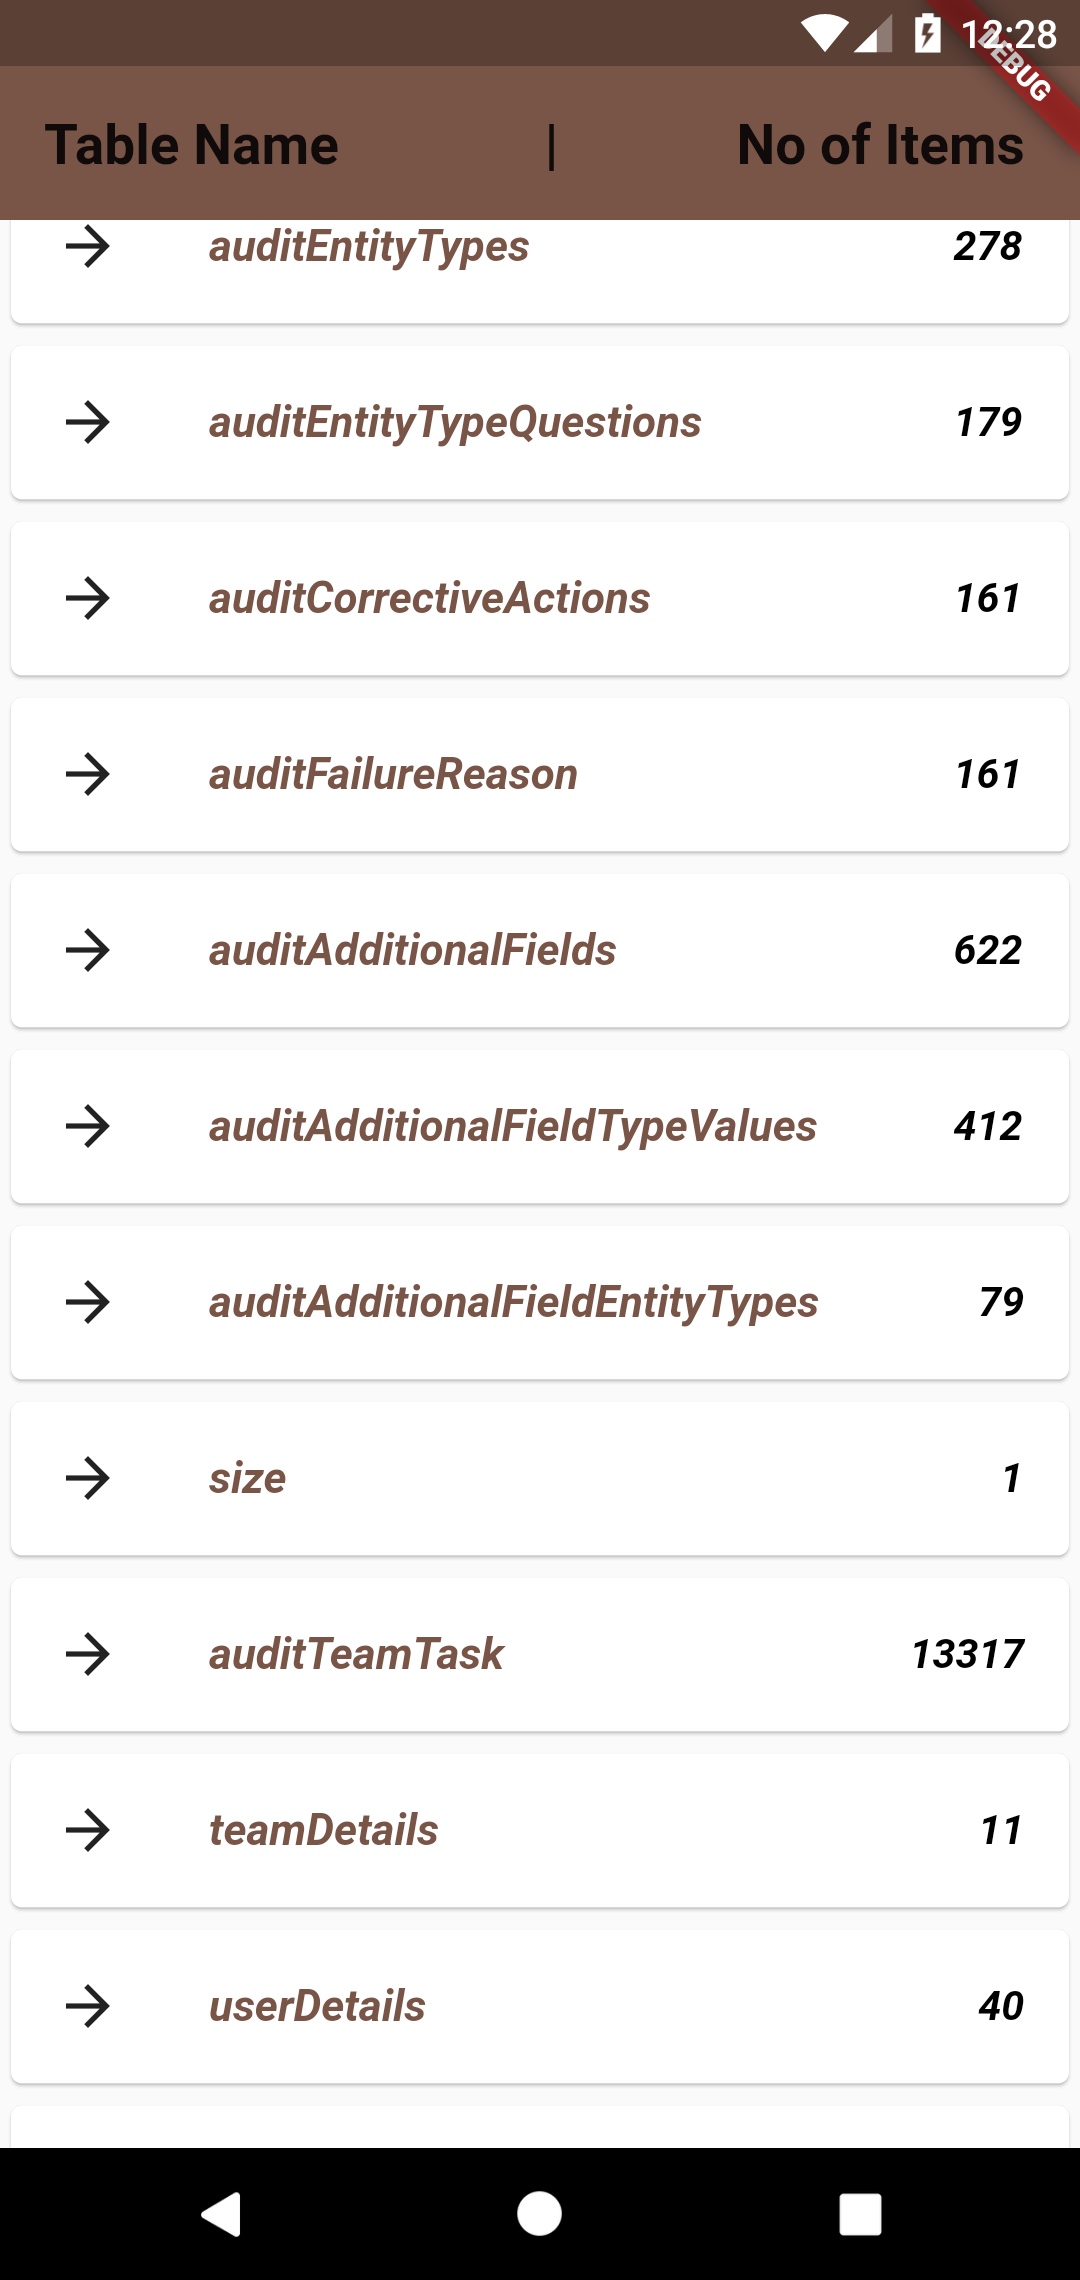 12:28
DEBUG
Table Name | No of Items
auditEntityTypes 278
auditEntityTypeQuestions 179
auditCorrectiveActions 161
auditFailureReason 161
auditAdditionalFields 622
auditAdditionalFieldTypeValues 412
auditAdditionalFieldEntityTypes 79
size 1
auditTeamTask 13317
teamDetails 11
userDetails 40